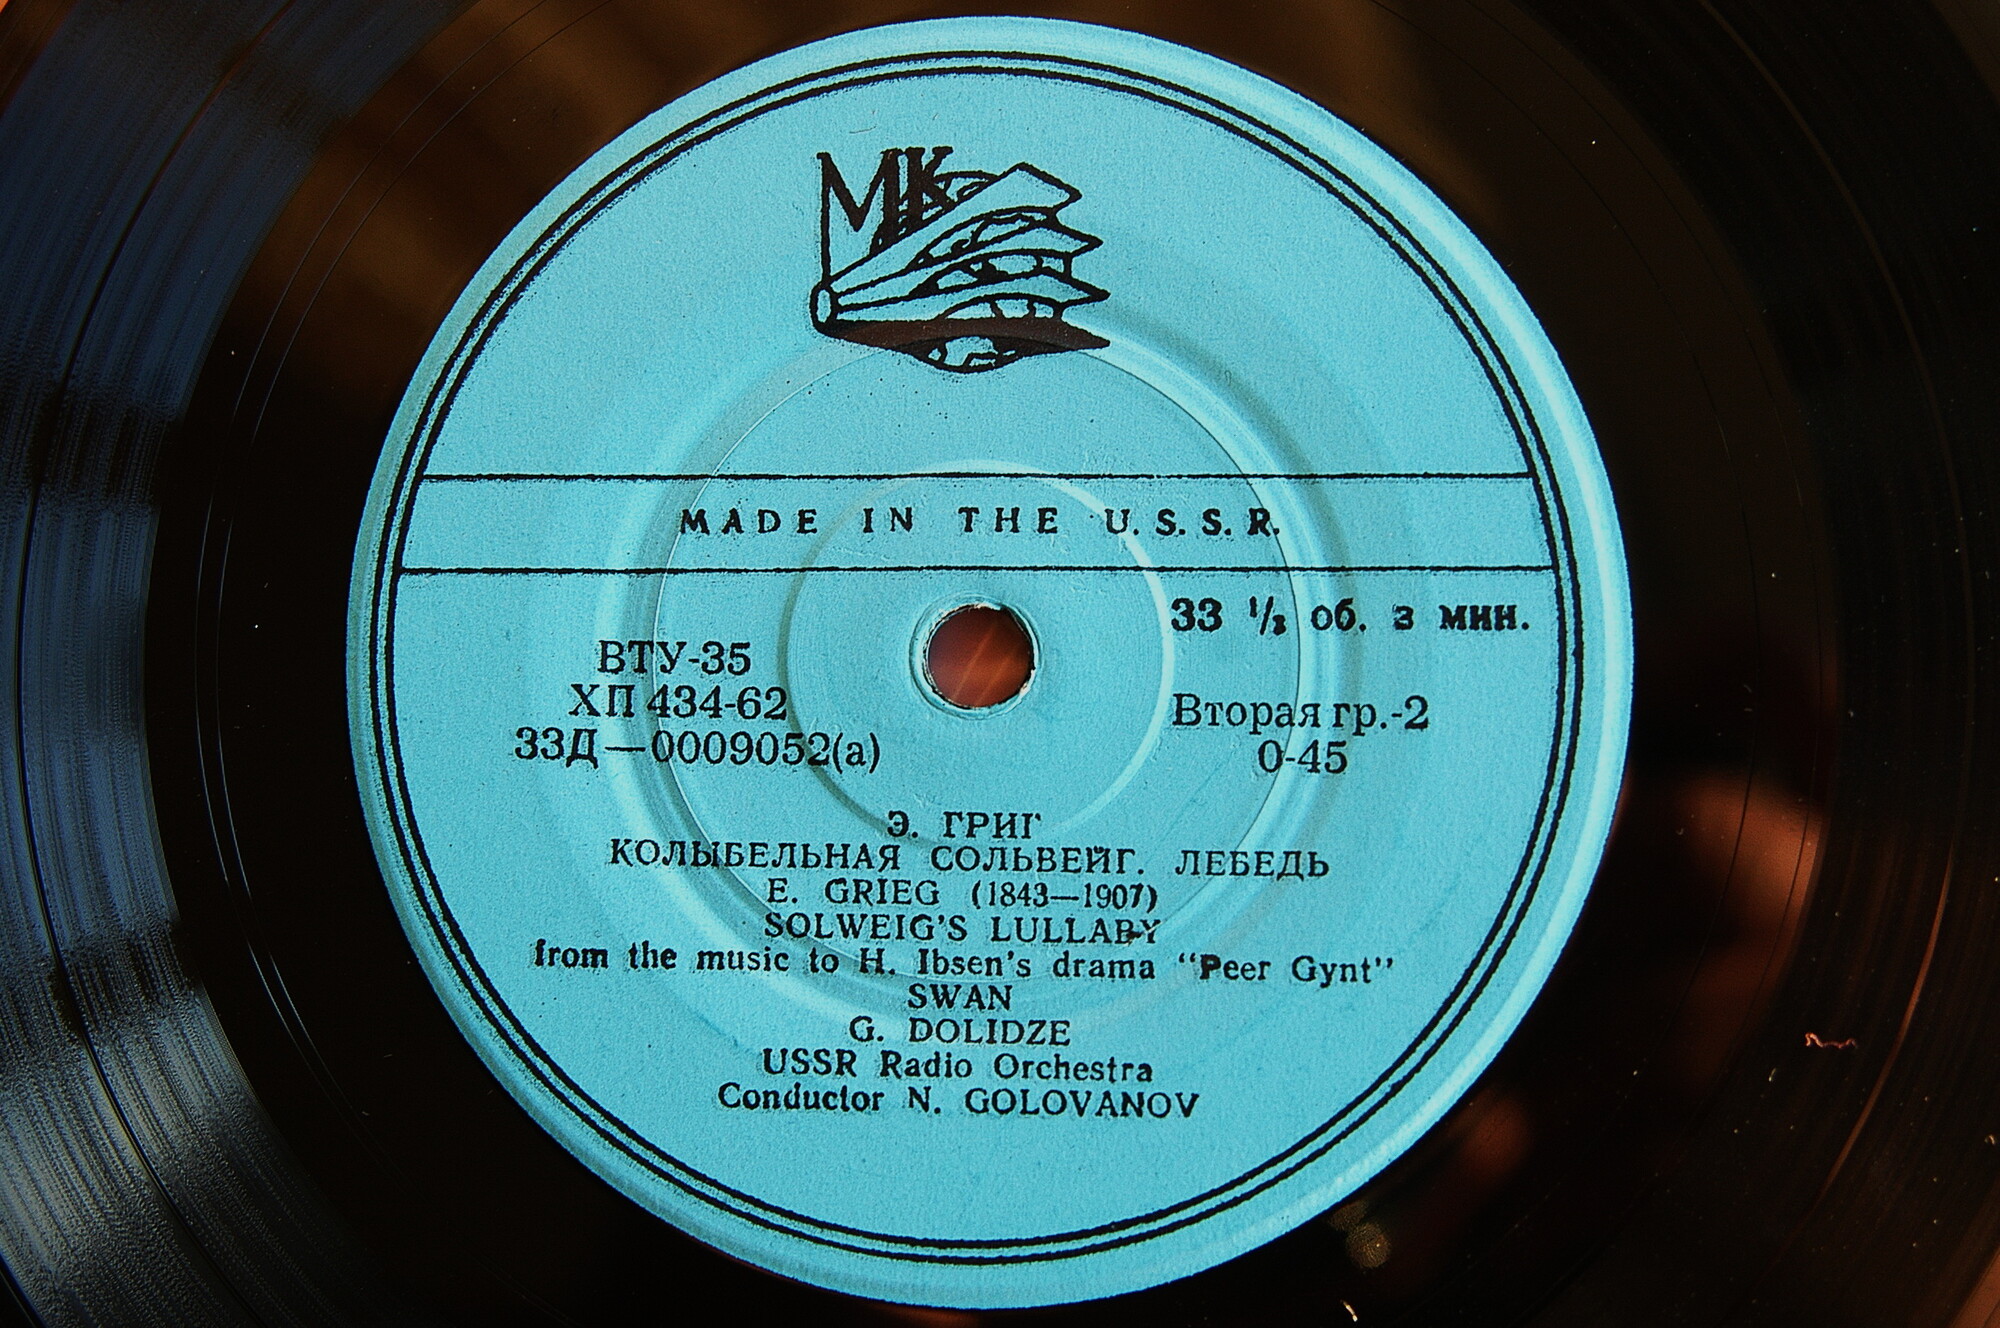 МК
MADE IN THE U.S.S.R.
33 1/3 об. в мин.
ВТУ-35
ХП 434-62
33Д—0009052(а)
Вторая гр.-2
0-45
Э. ГРИГ
КОЛЫБЕЛЬНАЯ СОЛЬВЕЙГ. ЛЕБЕДЬ
E. GRIEG (1843—1907)
SOLWEIG'S LULLABY
from the music to H. Ibsen's drama "Peer Gynt"
SWAN
G. DOLIDZE
USSR Radio Orchestra
Conductor N. GOLOVANOV